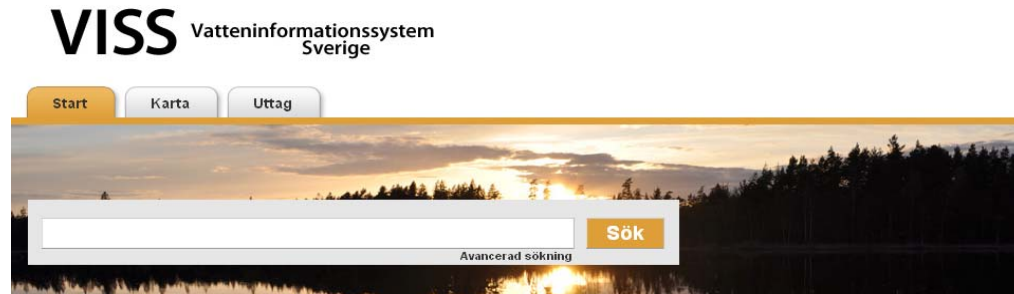 VISS Vatteninformationssystem
Sverige
Start Karta Uttag
Sök
Avancerad sökning